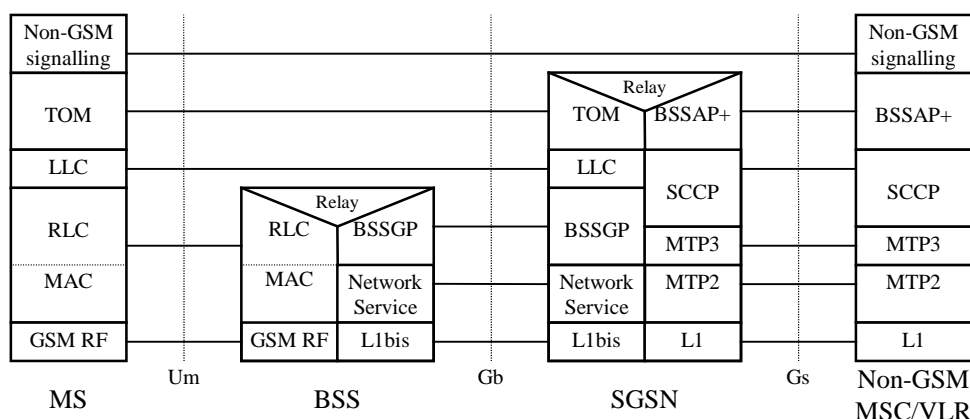 Non-GSM
signalling
TOM
LLC
RLC
MAC
GSM RF
MS
Um
Relay
RLC
BSSGP
MAC
Network
Service
GSM RF
L1bis
BSS
Gb
Relay
TOM
BSSAP+
LLC
SCCP
BSSGP
MTP3
Network
Service
MTP2
L1bis
L1
SGSN
Gs
Non-GSM
signalling
BSSAP+
SCCP
MTP3
MTP2
L1
Non-GSM
MSC/VLR